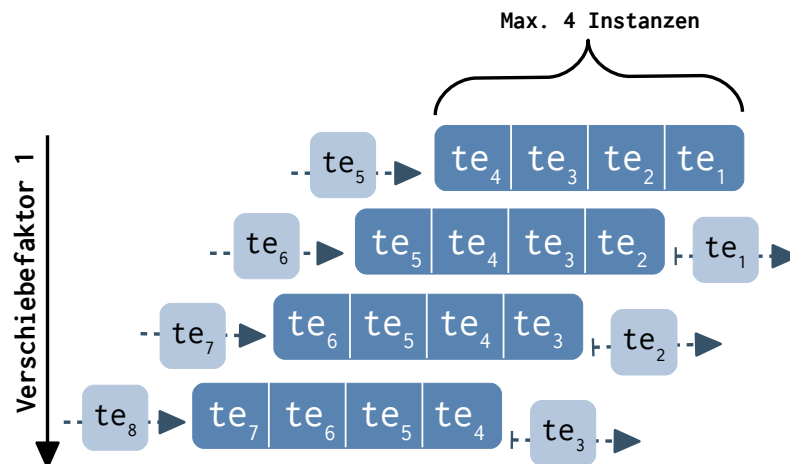 Max. 4 Instanzen
Verschiebefaktor 1
te₅ te₄ te₃ te₂ te₁
te₆ te₅ te₄ te₃ te₂ te₁
te₇ te₆ te₅ te₄ te₃ te₂
te₈ te₇ te₆ te₅ te₄ te₃